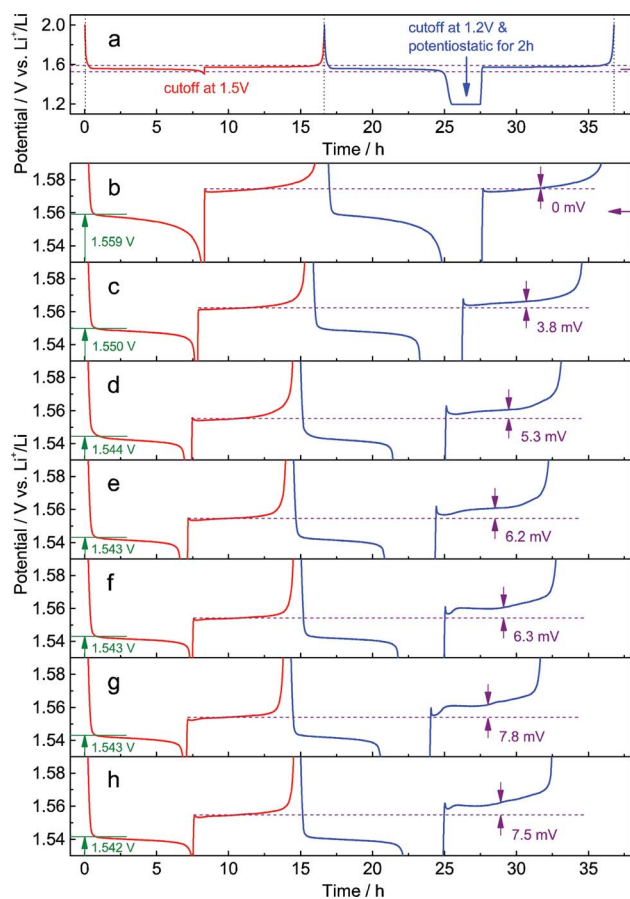 2.0
1.6
1.2
a
cutoff at 1.5V
cutoff at 1.2V &
potentiostatic for 2h
0 5 10 15 20 25 30 35
Time / h
Potential / V vs. Li⁺/Li
1.58
1.56
1.54
b
1.559 V
0 mV
1.58
1.56
1.54
c
1.550 V
3.8 mV
1.58
1.56
1.54
d
1.544 V
5.3 mV
1.58
1.56
1.54
e
1.543 V
6.2 mV
Potential / V vs. Li⁺/Li
1.58
1.56
1.54
f
1.543 V
6.3 mV
1.58
1.56
1.54
g
1.543 V
7.8 mV
1.58
1.56
1.54
h
1.542 V
7.5 mV
0 5 10 15 20 25 30 35
Time / h